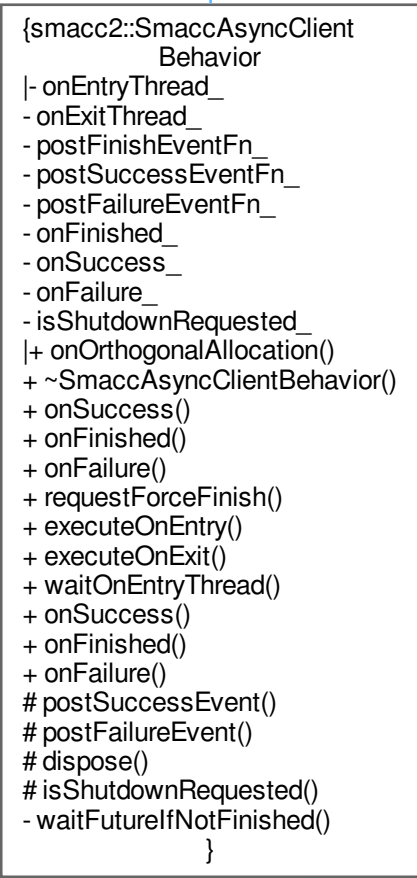 {smacc2::SmaccAsyncClient
Behavior
|- onEntryThread_
- onExitThread_
- postFinishEventFn_
- postSuccessEventFn_
- postFailureEventFn_
- onFinished_
- onSuccess_
- onFailure_
- isShutdownRequested_
|+ onOrthogonalAllocation()
+ ~SmaccAsyncClientBehavior()
+ onSuccess()
+ onFinished()
+ onFailure()
+ requestForceFinish()
+ executeOnEntry()
+ executeOnExit()
+ waitOnEntryThread()
+ onSuccess()
+ onFinished()
+ onFailure()
# postSuccessEvent()
# postFailureEvent()
# dispose()
# isShutdownRequested()
- waitFutureIfNotFinished()
}